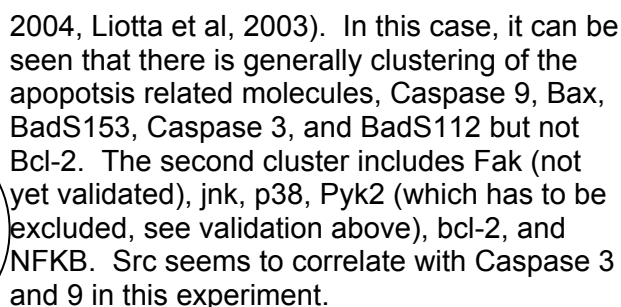 2004, Liotta et al, 2003).  In this case, it can be
seen that there is generally clustering of the
apopotsis related molecules, Caspase 9, Bax,
BadS153, Caspase 3, and BadS112 but not
Bcl-2.  The second cluster includes Fak (not
yet validated), jnk, p38, Pyk2 (which has to be
excluded, see validation above), bcl-2, and
NFKB.  Src seems to correlate with Caspase 3
and 9 in this experiment.